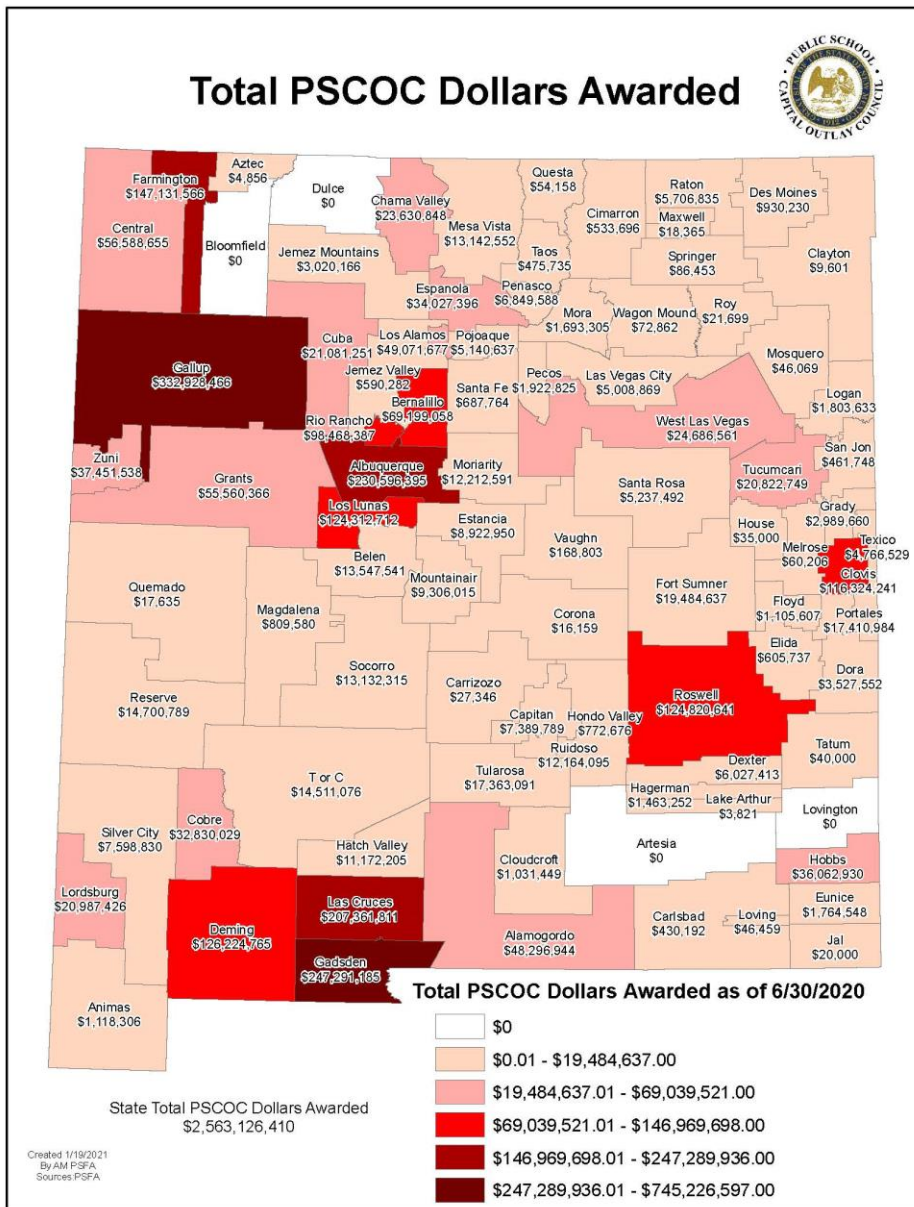 Total PSCOC Dollars Awarded
PUBLIC SCHOOL
CAPITAL OUTLAY COUNCIL
Farmington
$147,131,566
Aztec
$4,856
Dulce
$0
Chama Valley
$23,630,848
Questa
$54,158
Raton
$5,706,835
Des Moines
$930,230
Central
$56,588,655
Bloomfield
$0
Mesa Vista
$13,142,552
Cimarron
$533,696
Maxwell
$18,365
Jemez Mountains
$3,020,166
Taos
$475,735
Springer
$86,453
Clayton
$9,601
Espanola
$34,027,396
Penasco
$6,849,588
Mora
$1,693,305
Wagon Mound
$72,862
Roy
$21,699
Gallup
$332,928,466
Cuba
$21,081,251
Los Alamos
$49,071,677
Pojoaque
$5,140,637
Mosquero
$46,069
Jemez Valley
$590,282
Santa Fe
$687,764
Pecos
$1,922,825
Las Vegas City
$5,008,869
Logan
$1,803,633
Bernalillo
$69,199,058
Rio Rancho
$98,468,387
West Las Vegas
$24,686,561
San Jon
$461,748
Zuni
$37,451,538
Grants
$55,560,366
Albuquerque
$230,596,395
Moriarity
$12,212,591
Santa Rosa
$5,237,492
Tucumcari
$20,822,749
Los Lunas
$124,312,712
Estancia
$8,922,950
Vaughn
$168,803
House
$35,000
Grady
$2,989,660
Texico
$4,766,529
Melrose
$60,206
Clovis
$116,324,241
Belen
$13,547,541
Mountainair
$9,306,015
Fort Sumner
$19,484,637
Floyd
$1,105,607
Portales
$17,410,984
Quemado
$17,635
Magdalena
$809,580
Corona
$16,159
Elida
$605,737
Dora
$3,527,552
Socorro
$13,132,315
Carrizozo
$27,346
Reserve
$14,700,789
Capitan
$7,389,789
Hondo Valley
$772,676
Roswell
$124,820,641
Ruidoso
$12,164,095
Tatum
$40,000
T or C
$14,511,076
Tularosa
$17,363,091
Dexter
$6,027,413
Hagerman
$1,463,252
Lake Arthur
$3,821
Lovington
$0
Silver City
$7,598,830
Cobre
$32,830,029
Hatch Valley
$11,172,205
Cloudcroft
$1,031,449
Artesia
$0
Hobbs
$36,062,930
Lordsburg
$20,987,426
Las Cruces
$207,361,811
Eunice
$1,764,548
Deming
$126,224,765
Alamogordo
$48,296,944
Carlsbad
$430,192
Loving
$46,459
Jal
$20,000
Gadsden
$247,291,185
Animas
$1,118,306
Total PSCOC Dollars Awarded as of 6/30/2020
$0
$0.01 - $19,484,637.00
$19,484,637.01 - $69,039,521.00
$69,039,521.01 - $146,969,698.00
$146,969,698.01 - $247,289,936.00
$247,289,936.01 - $745,226,597.00
State Total PSCOC Dollars Awarded
$2,563,126,410
Created 1/19/2021
By AM PSFA
Sources:PSFA